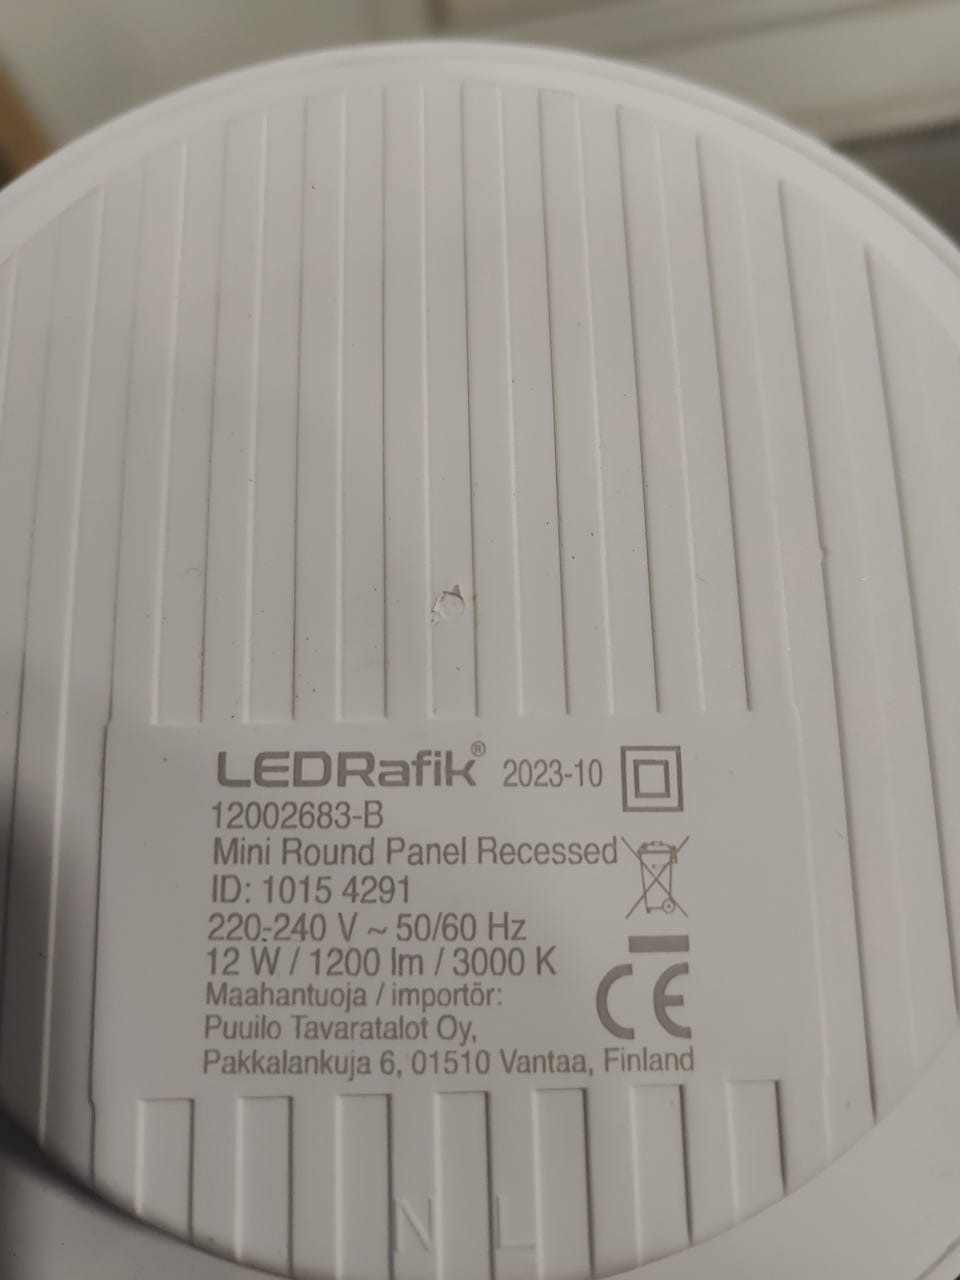 LEDRafik® 2023-10
12002683-B
Mini Round Panel Recessed
ID: 1015 4291
220-240 V ~ 50/60 Hz
12 W / 1200 lm / 3000 K
Maahantuoja / importör:
Puuilo Tavaratalot Oy,
Pakkalankuja 6, 01510 Vantaa, Finland
CE
N L